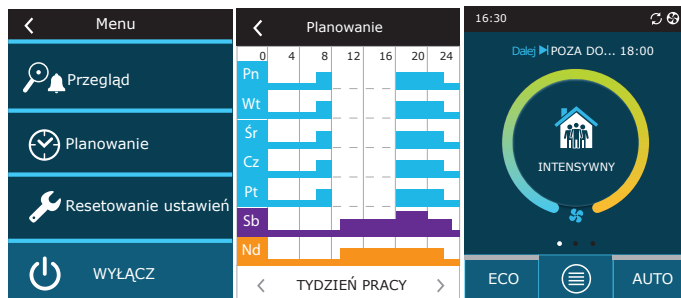 Menu
Przegląd
Planowanie
Resetowanie ustawień
WYŁĄCZ
Planowanie
0 4 8 12 16 20 24
Pn
Wt
Śr
Cz
Pt
Sb
Nd
TYDZIEŃ PRACY
16:30
Dalej POZA DO... 18:00
INTENSYWNY
ECO
AUTO